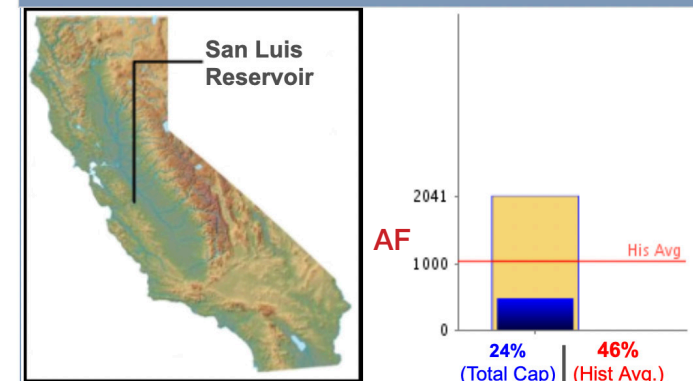 San Luis
Reservoir
2041
AF
His Avg
1000
0
24% | 46%
(Total Cap) (Hist Avg.)